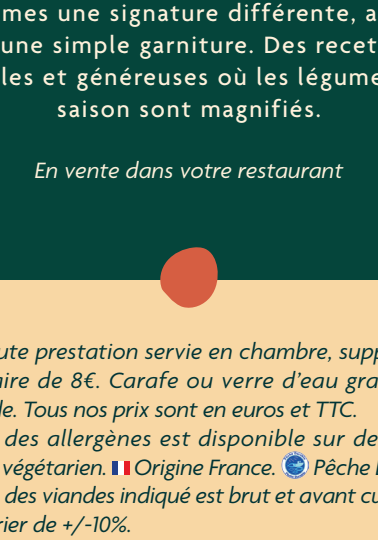 mes une signature différente, a
une simple garniture. Des recet
les et généreuses où les légume
saison sont magnifiés.
En vente dans votre restaurant
ute prestation servie en chambre, supp
aire de 8€. Carafe ou verre d'eau gra
le. Tous nos prix sont en euros et TTC.
des allergènes est disponible sur de
végétarien. Origine France. Pêche
des viandes indiqué est brut et avant cu
rier de +/-10%.